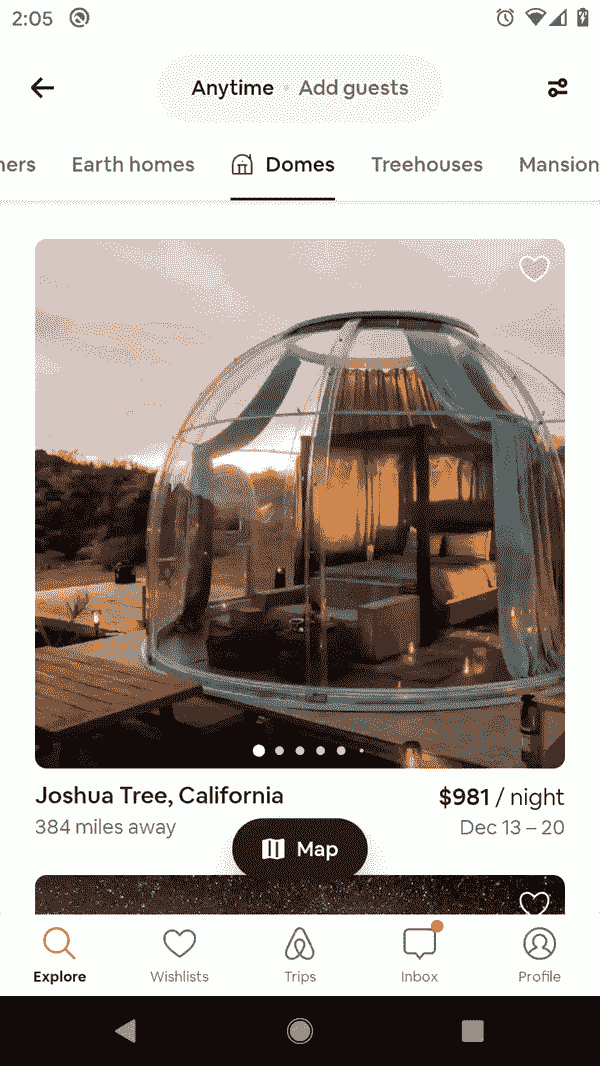 2:05
Anytime Add guests
Earth homes Domes Treehouses Mansion
Joshua Tree, California $981 / night
384 miles away Dec 13 – 20
Map
Explore Wishlists Trips Inbox Profile